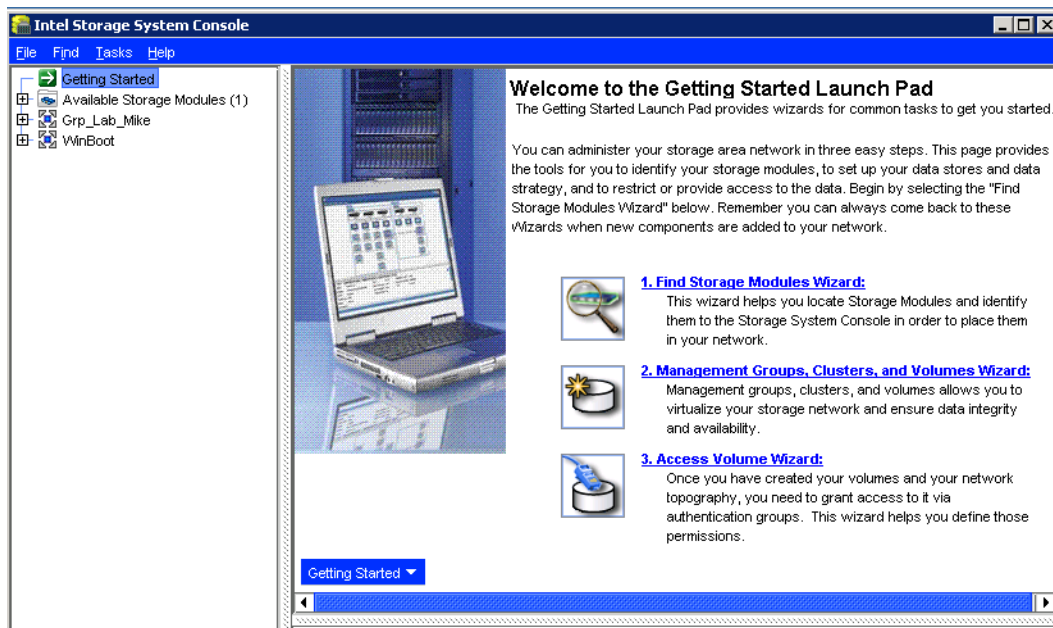 Intel Storage System Console
File Find Tasks Help
Getting Started
Available Storage Modules (1)
Grp_Lab_Mike
WinBoot
Welcome to the Getting Started Launch Pad
The Getting Started Launch Pad provides wizards for common tasks to get you started.
You can administer your storage area network in three easy steps. This page provides
the tools for you to identify your storage modules, to set up your data stores and data
strategy, and to restrict or provide access to the data. Begin by selecting the "Find
Storage Modules Wizard" below. Remember you can always come back to these
Wizards when new components are added to your network.
1. Find Storage Modules Wizard:
This wizard helps you locate Storage Modules and identify
them to the Storage System Console in order to place them
in your network.
2. Management Groups, Clusters, and Volumes Wizard:
Management groups, clusters, and volumes allows you to
virtualize your storage network and ensure data integrity
and availability.
3. Access Volume Wizard:
Once you have created your volumes and your network
topography, you need to grant access to it via
authentication groups. This wizard helps you define those
permissions.
Getting Started